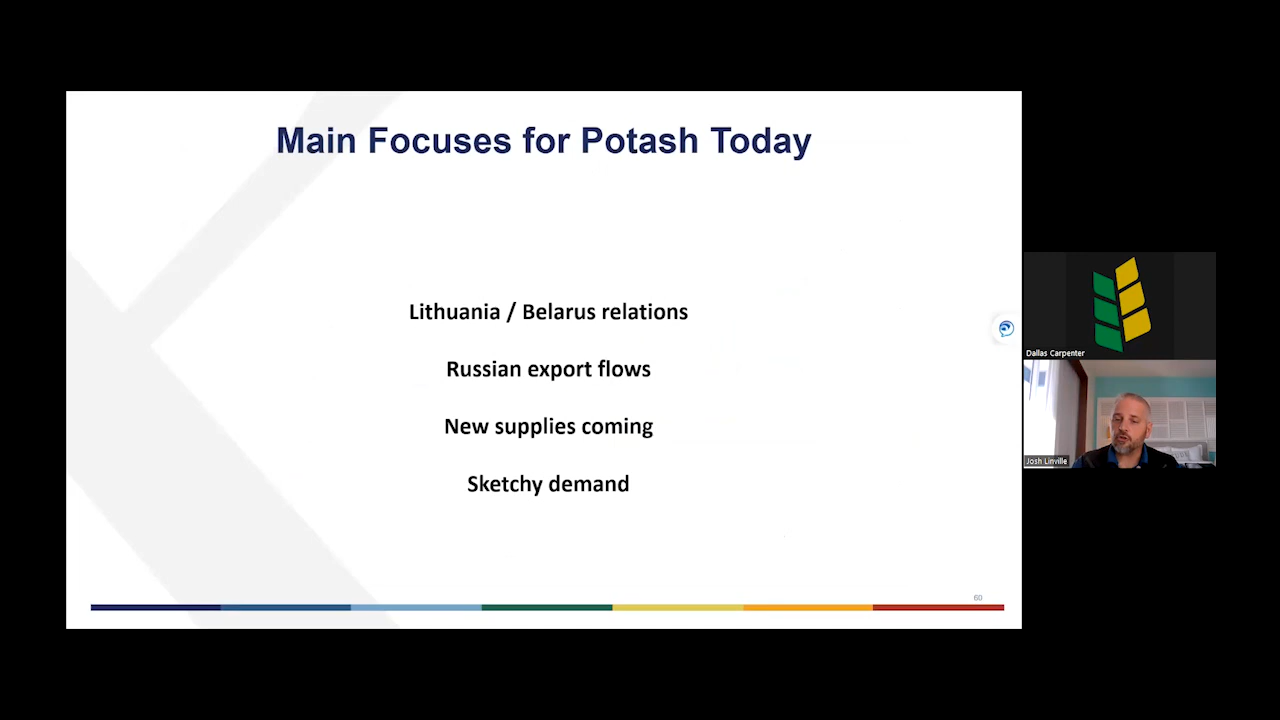 Main Focuses for Potash Today
Lithuania / Belarus relations
Russian export flows
New supplies coming
Sketchy demand
60
Dallas Carpenter
Josh Linville